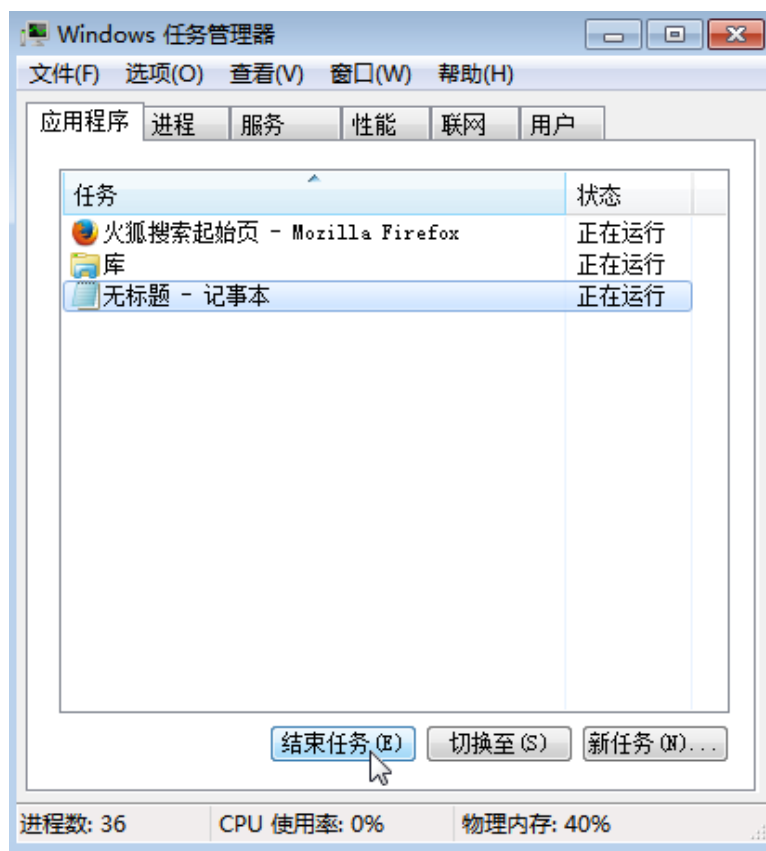 Windows 任务管理器
文件(F) 选项(O) 查看(V) 窗口(W) 帮助(H)
应用程序 进程 服务 性能 联网 用户
任务 状态
火狐搜索起始页 - Mozilla Firefox 正在运行
库 正在运行
无标题 - 记事本 正在运行
结束任务(E) 切换至(S) 新任务(N)...
进程数: 36 CPU 使用率: 0% 物理内存: 40%